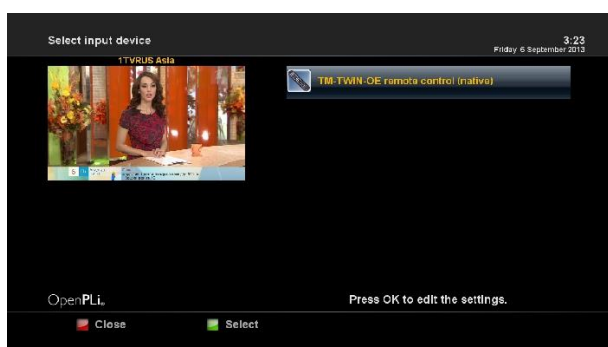 Select input device
3:23
Friday 6 September 2013
1TVRUS Asia
TM-TWIN-OE remote control (native)
OpenPLi
Press OK to edit the settings.
Close
Select